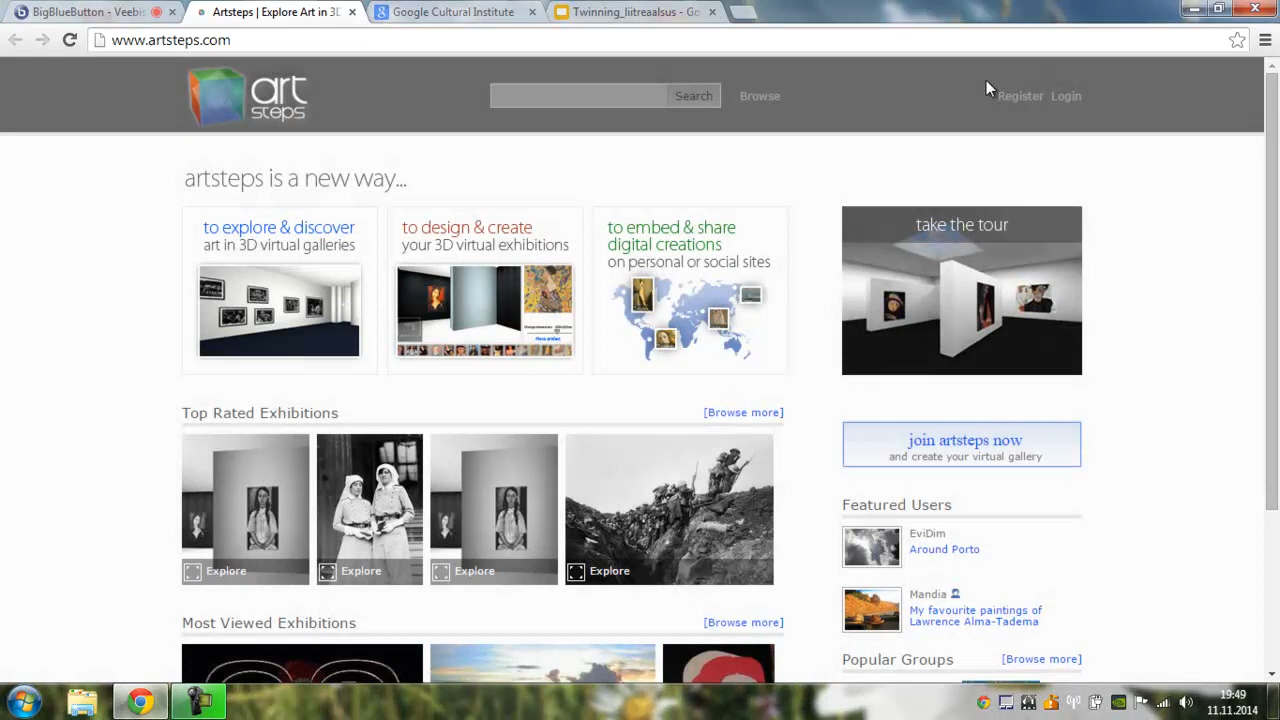 BigBlueButton - Veebis
Artsteps | Explore Art in 3D
Google Cultural Institute
Twinning_liitreaalsus - Go
www.artsteps.com
art
steps
Search
Browse
Register
Login
artsteps is a new way...
to explore & discover
art in 3D virtual galleries
to design & create
your 3D virtual exhibitions
to embed & share
digital creations
on personal or social sites
take the tour
Top Rated Exhibitions
[Browse more]
join artsteps now
and create your virtual gallery
Explore
Explore
Explore
Explore
Featured Users
EviDim
Around Porto
Mandia
My favourite paintings of
Lawrence Alma-Tadema
Most Viewed Exhibitions
[Browse more]
Popular Groups
[Browse more]
19:49
11.11.2014